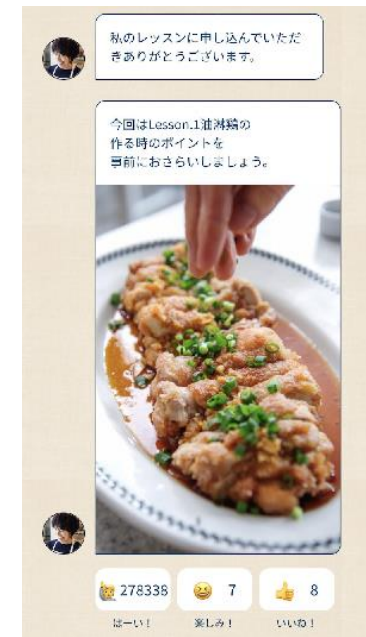 私のレッスンに申し込んでいただ
きありがとうございます。
今回はLesson.1油淋鶏の
作る時のポイントを
事前におさらいしましょう。
278338
7
8
はーい！
楽しみ！
いいね！